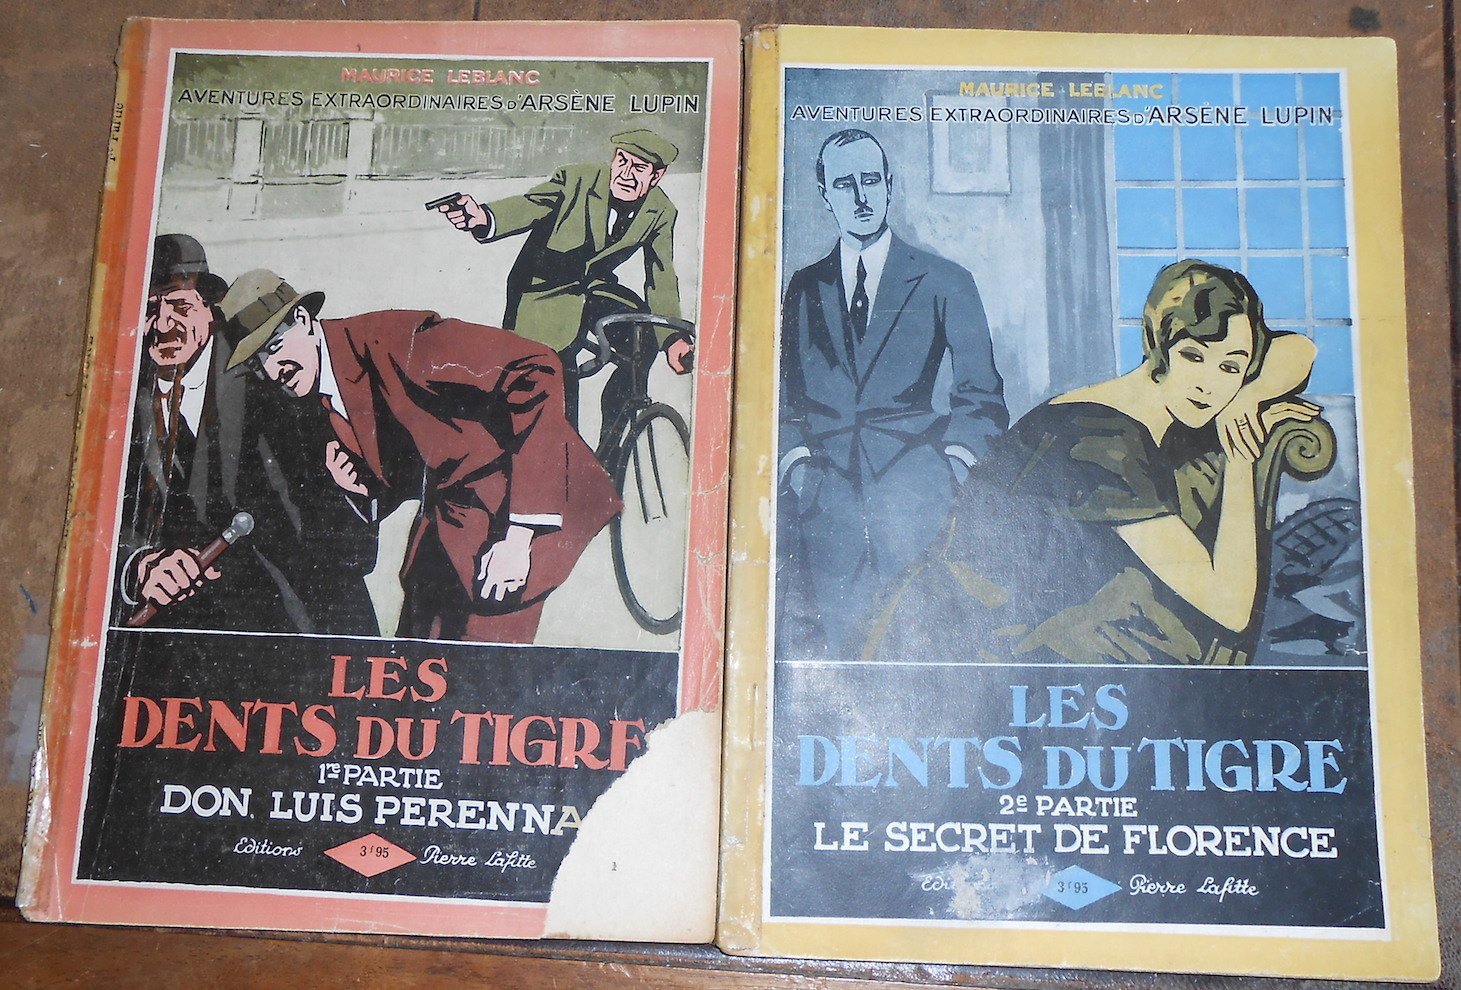 MAURICE LEBLANC
AVENTURES EXTRAORDINAIRES D'ARSÈNE LUPIN
LES
DENTS DU TIGRE
1re PARTIE
DON. LUIS PERENNA
Editions 3f95 Pierre Lafitte
1
MAURICE LEBLANC
AVENTURES EXTRAORDINAIRES D'ARSÈNE LUPIN
LES
DENTS DU TIGRE
2e PARTIE
LE SECRET DE FLORENCE
3f95 Pierre Lafitte